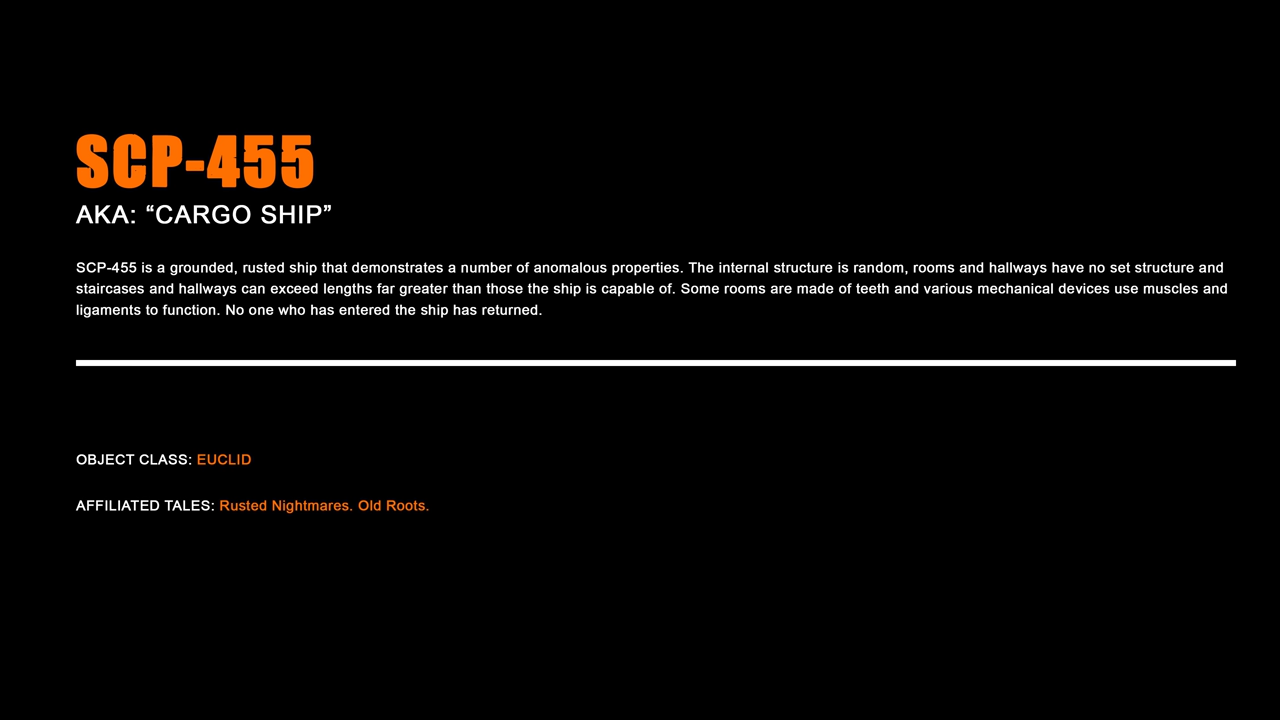 SCP-455
AKA: “CARGO SHIP”
SCP-455 is a grounded, rusted ship that demonstrates a number of anomalous properties. The internal structure is random, rooms and hallways have no set structure and
staircases and hallways can exceed lengths far greater than those the ship is capable of. Some rooms are made of teeth and various mechanical devices use muscles and
ligaments to function. No one who has entered the ship has returned.
OBJECT CLASS: EUCLID
AFFILIATED TALES: Rusted Nightmares. Old Roots.